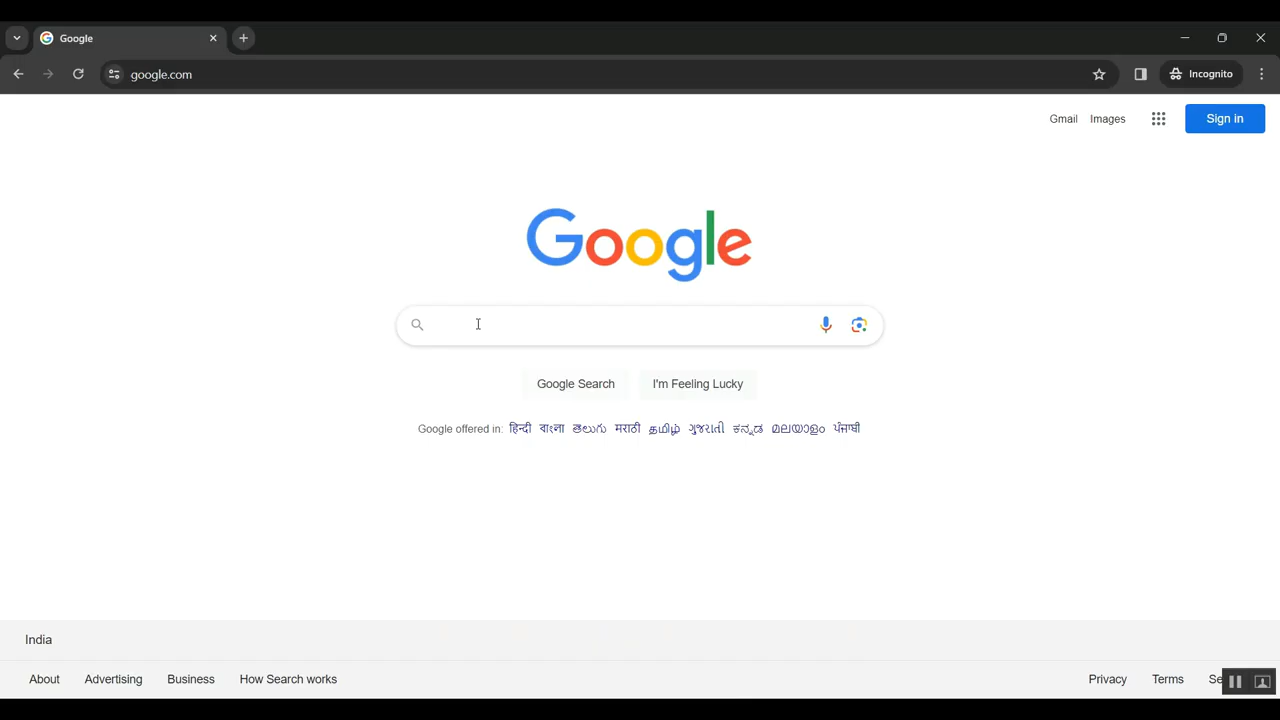 Google
google.com
Incognito
Gmail Images Sign in
Google
Google Search I'm Feeling Lucky
Google offered in: हिन्दी বাংলা తెలుగు मराठी தமிழ் ગુજરાતી ಕನ್ನಡ മലയാളം ਪੰਜਾਬੀ
India
About Advertising Business How Search works Privacy Terms